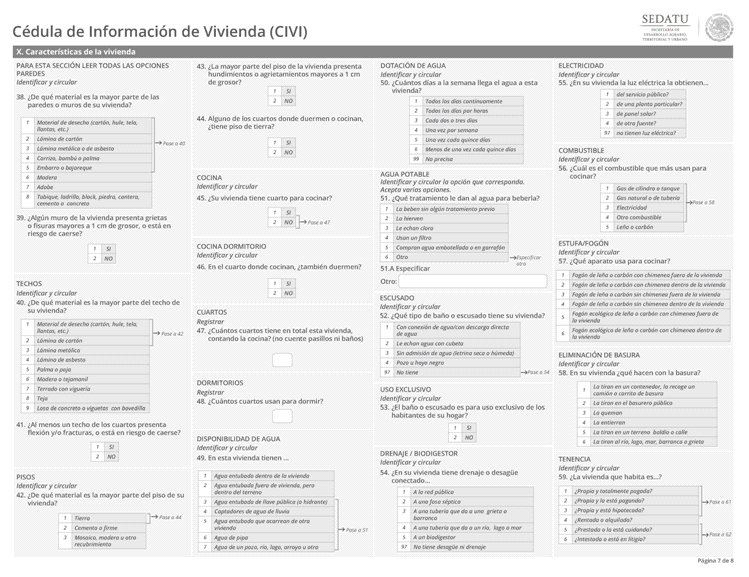 Cédula de Información de Vivienda (CIVI)
SEDATU
SECRETARÍA DE
DESARROLLO AGRARIO,
TERRITORIAL Y URBANO
X. Características de la vivienda
PARA ESTA SECCIÓN LEER TODAS LAS OPCIONES
PAREDES
Identificar y circular
38. ¿De qué material es la mayor parte de las
paredes o muros de su vivienda?
1 Material de desecho (cartón, hule, tela,
llantas, etc.)
2 Lámina de cartón
3 Lámina metálica o de asbesto
4 Carrizo, bambú o palma
5 Embarro o bajareque
Pase a 40
6 Madera
7 Adobe
8 Tabique, ladrillo, block, piedra, cantera,
cemento o concreto
39. ¿Algún muro de la vivienda presenta grietas
o fisuras mayores a 1 cm de grosor, o está en
riesgo de caerse?
1 SI
2 NO
TECHOS
Identificar y circular
40. ¿De qué material es la mayor parte del techo de
su vivienda?
1 Material de desecho (cartón, hule, tela,
llantas, etc.)
2 Lámina de cartón
Pase a 42
3 Lámina metálica
4 Lámina de asbesto
5 Palma o paja
6 Madera o tejamanil
7 Terrado con viguería
8 Teja
9 Losa de concreto o viguetas con bovedilla
41. ¿Al menos un techo de los cuartos presenta
flexión y/o fracturas, o está en riesgo de caerse?
1 SI
2 NO
PISOS
Identificar y circular
42. ¿De qué material es la mayor parte del piso de su
vivienda?
1 Tierra
Pase a 44
2 Cemento o firme
3 Mosaico, madera u otro
recubrimiento
43. ¿La mayor parte del piso de la vivienda presenta
hundimientos o agrietamientos mayores a 1 cm
de grosor?
1 SI
2 NO
44. Alguno de los cuartos donde duermen o cocinan,
¿tiene piso de tierra?
1 SI
2 NO
COCINA
Identificar y circular
45. ¿Su vivienda tiene cuarto para cocinar?
1 SI
2 NO
Pase a 47
COCINA DORMITORIO
Identificar y circular
46. En el cuarto donde cocinan, ¿también duermen?
1 SI
2 NO
CUARTOS
Registrar
47. ¿Cuántos cuartos tiene en total esta vivienda,
contando la cocina? (no cuente pasillos ni baños)
DORMITORIOS
Registrar
48. ¿Cuántos cuartos usan para dormir?
DISPONIBILIDAD DE AGUA
Identificar y circular
49. En esta vivienda tienen ...
1 Agua entubada dentro de la vivienda
2 Agua entubada fuera de vivienda, pero
dentro del terreno
3 Agua entubada de llave pública (o hidrante)
4 Captadores de agua de lluvia
5 Agua entubada que acarrean de otra
vivienda
6 Agua de pipa
7 Agua de un pozo, río, lago, arroyo u otro
Pase a 51
DOTACIÓN DE AGUA
Identificar y circular
50. ¿Cuántos días a la semana llega el agua a esta
vivienda?
1 Todos los días continuamente
2 Todos los días por horas
3 Cada dos o tres días
4 Una vez por semana
5 Una vez cada quince días
6 Menos de una vez cada quince días
99 No precisa
AGUA POTABLE
Identificar y circular la opción que corresponda.
Acepta varias opciones.
51. ¿Qué tratamiento le dan al agua para beberla?
1 La beben sin algún tratamiento previo
2 La hierven
3 Le echan cloro
4 Usan un filtro
5 Compran agua embotellada o en garrafón
6 Otro
Especificar
otro
51.A Especificar
Otro:
EXCUSADO
Identificar y circular
52. ¿Qué tipo de baño o escusado tiene su vivienda?
1 Con conexión de agua/con descarga directa
de agua
2 Le echan agua con cubeta
3 Sin admisión de agua (letrina seca o húmeda)
4 Pozo u hoyo negro
97 No tiene
Pase a 54
USO EXCLUSIVO
Identificar y circular
53. ¿El baño o escusado es para uso exclusivo de los
habitantes de su hogar?
1 SI
2 NO
DRENAJE / BIODIGESTOR
Identificar y circular
54. ¿En su vivienda tiene drenaje o desagüe
conectado...
1 A la red pública
2 A una fosa séptica
3 A una tubería que da a una grieta o
barranca
4 A una tubería que da a un río, lago o mar
5 A un biodigestor
97 No tiene desagüe ni drenaje
ELECTRICIDAD
Identificar y circular
55. ¿En su vivienda la luz eléctrica la obtienen...
1 del servicio público?
2 de una planta particular?
3 de panel solar?
4 de otra fuente?
97 no tienen luz eléctrica?
COMBUSTIBLE
Identificar y circular
56. ¿Cuál es el combustible que más usan para
cocinar?
1 Gas de cilindro o tanque
2 Gas natural o de tubería
3 Electricidad
4 Otro combustible
Pase a 58
5 Leña o carbón
ESTUFA/FOGÓN
Identificar y circular
57. ¿Qué aparato usa para cocinar?
1 Fogón de leña o carbón con chimenea fuera de la vivienda
2 Fogón de leña o carbón con chimenea dentro de la vivienda
3 Fogón de leña o carbón sin chimenea fuera de la vivienda
4 Fogón de leña o carbón sin chimenea dentro de la vivienda
5 Fogón ecológico de leña o carbón con chimenea fuera de
la vivienda
6 Fogón ecológico de leña o carbón con chimenea dentro de
la vivienda
ELIMINACIÓN DE BASURA
Identificar y circular
58. En su vivienda ¿qué hacen con la basura?
1 La tiran en un contenedor, la recoge un
camión o carrito de basura
2 La tiran en el basurero público
3 La queman
4 La entierran
5 La tiran en un terreno baldío o calle
6 La tiran al río, lago, mar, barranca o grieta
TENENCIA
Identificar y circular
59. ¿La vivienda que habita es...?
1 ¿Propia y totalmente pagada?
2 ¿Propia y la está pagando?
3 ¿Propia y está hipotecada?
Pase a 61
4 ¿Rentada o alquilada?
5 ¿Prestada o la está cuidando?
6 ¿Intestada o está en litigio?
Pase a 62
Página 7 de 8